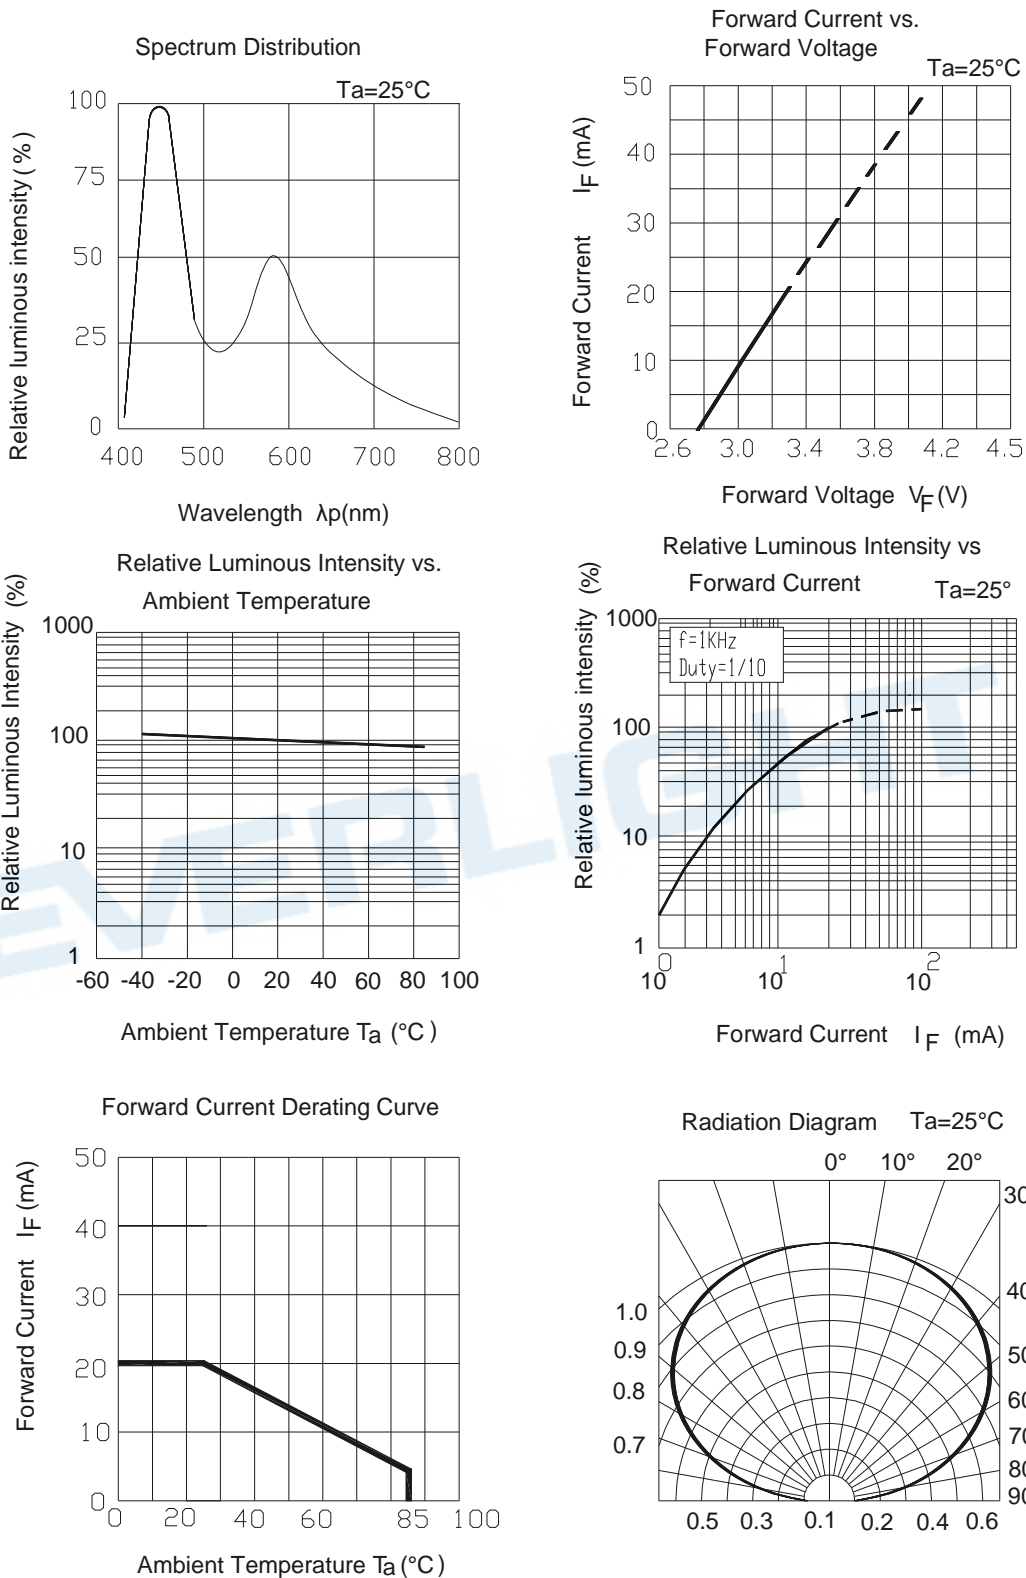 Spectrum Distribution
Ta=25°C
Relative luminous intensity(%)
100
75
50
25
0
400 500 600 700 800
Wavelength λp(nm)
Forward Current vs.
Forward Voltage
Ta=25°C
Forward Current IF (mA)
50
40
30
20
10
0
2.6 3.0 3.4 3.8 4.2 4.5
Forward Voltage VF(V)
Relative Luminous Intensity vs.
Ambient Temperature
Relative Luminous Intensity (%)
1000
100
10
1
-60 -40 -20 0 20 40 60 80 100
Ambient Temperature Ta (°C)
Relative Luminous Intensity vs
Forward Current
Ta=25°
Relative luminous intensity (%)
f=1KHz
Duty=1/10
1000
100
10
1
10^0 10^1 10^2
Forward Current IF (mA)
EVERLIGHT
Forward Current Derating Curve
Forward Current IF (mA)
50
40
30
20
10
0
0 20 40 60 85 100
Ambient Temperature Ta(°C)
Radiation Diagram Ta=25°C
0° 10° 20°
30
40
50
60
70
80
90
1.0
0.9
0.8
0.7
0.5 0.3 0.1 0.2 0.4 0.6